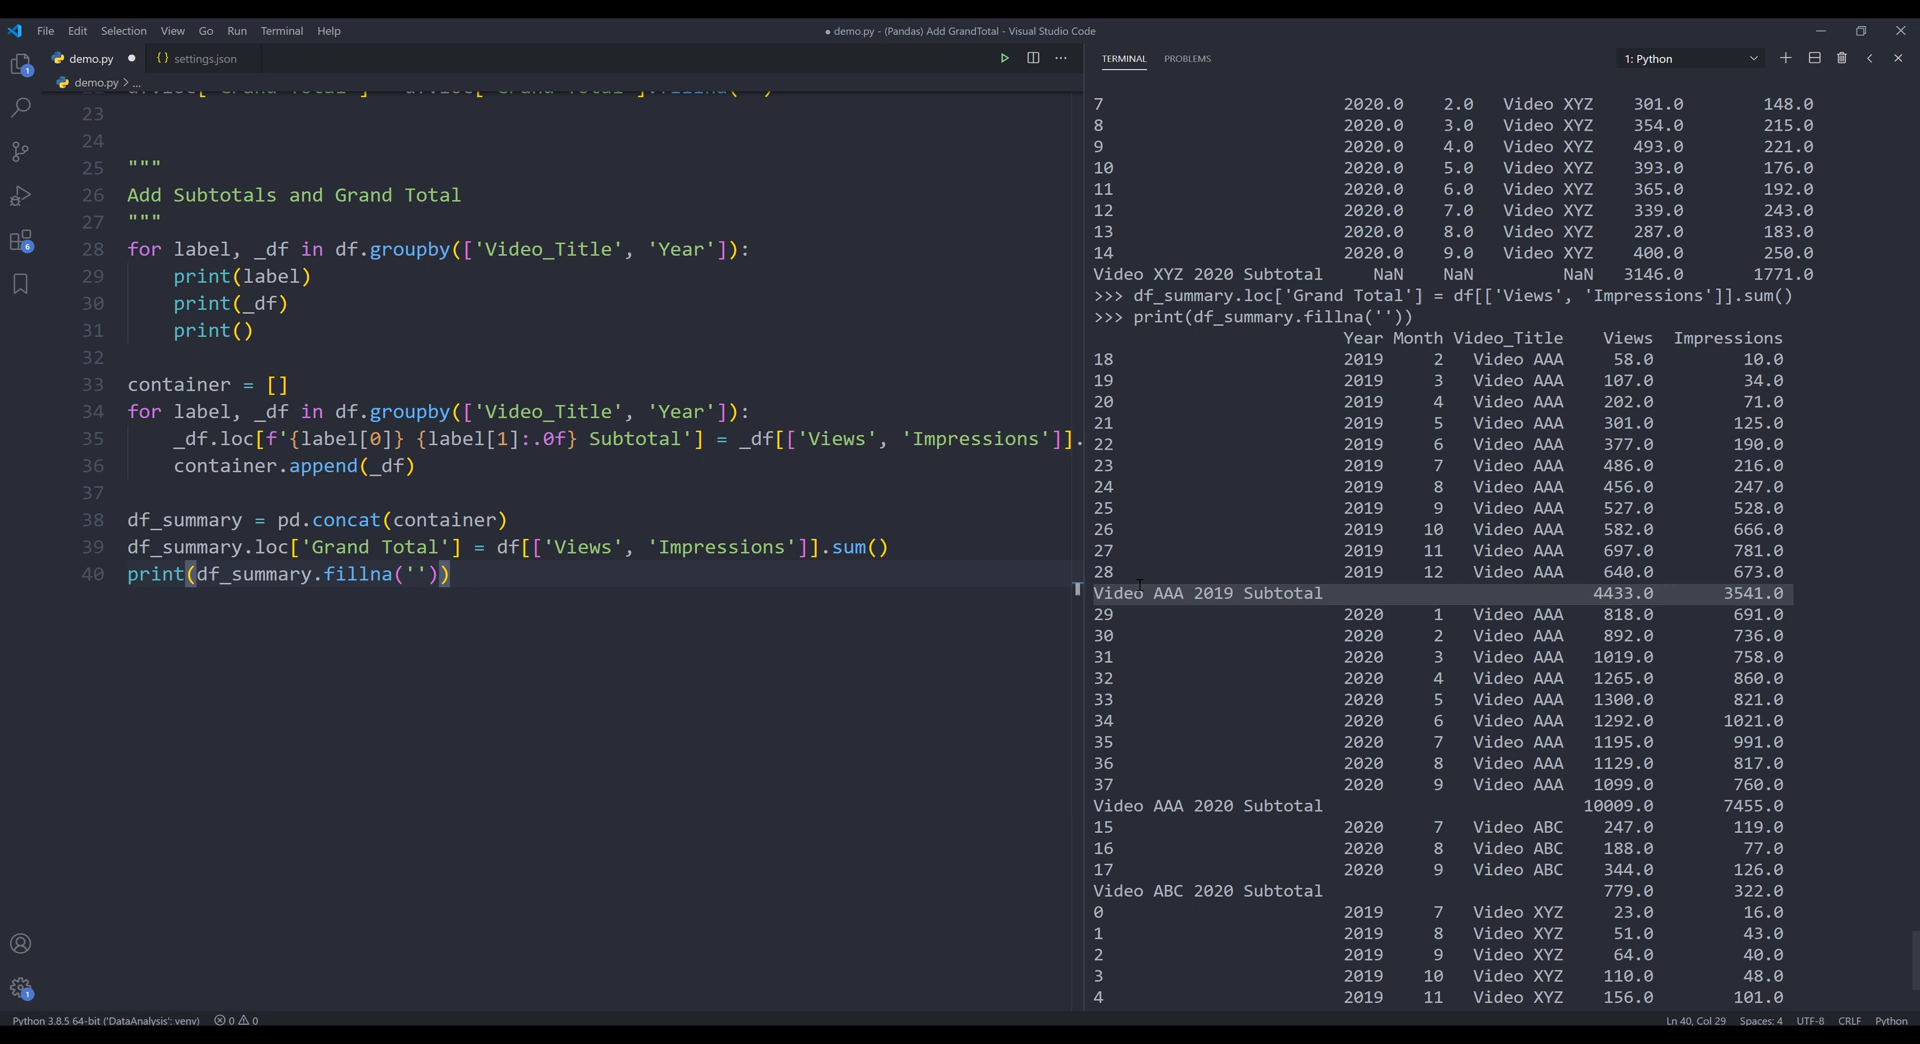 File Edit Selection View Go Run Terminal Help
● demo.py - (Pandas) Add GrandTotal - Visual Studio Code
demo.py ● {} settings.json
demo.py > ...
23
24
25 """
26 Add Subtotals and Grand Total
27 """
28 for label, _df in df.groupby(['Video_Title', 'Year']):
29 print(label)
30 print(_df)
31 print()
32
33 container = []
34 for label, _df in df.groupby(['Video_Title', 'Year']):
35 _df.loc[f'{label[0]} {label[1]:.0f} Subtotal'] = _df[['Views', 'Impressions']].
36 container.append(_df)
37
38 df_summary = pd.concat(container)
39 df_summary.loc['Grand Total'] = df[['Views', 'Impressions']].sum()
40 print(df_summary.fillna(''))
TERMINAL PROBLEMS
1: Python
7 2020.0 2.0 Video XYZ 301.0 148.0
8 2020.0 3.0 Video XYZ 354.0 215.0
9 2020.0 4.0 Video XYZ 493.0 221.0
10 2020.0 5.0 Video XYZ 393.0 176.0
11 2020.0 6.0 Video XYZ 365.0 192.0
12 2020.0 7.0 Video XYZ 339.0 243.0
13 2020.0 8.0 Video XYZ 287.0 183.0
14 2020.0 9.0 Video XYZ 400.0 250.0
Video XYZ 2020 Subtotal NaN NaN NaN 3146.0 1771.0
>>> df_summary.loc['Grand Total'] = df[['Views', 'Impressions']].sum()
>>> print(df_summary.fillna(''))
Year Month Video_Title Views Impressions
18 2019 2 Video AAA 58.0 10.0
19 2019 3 Video AAA 107.0 34.0
20 2019 4 Video AAA 202.0 71.0
21 2019 5 Video AAA 301.0 125.0
22 2019 6 Video AAA 377.0 190.0
23 2019 7 Video AAA 486.0 216.0
24 2019 8 Video AAA 456.0 247.0
25 2019 9 Video AAA 527.0 528.0
26 2019 10 Video AAA 582.0 666.0
27 2019 11 Video AAA 697.0 781.0
28 2019 12 Video AAA 640.0 673.0
Video AAA 2019 Subtotal 4433.0 3541.0
29 2020 1 Video AAA 818.0 691.0
30 2020 2 Video AAA 892.0 736.0
31 2020 3 Video AAA 1019.0 758.0
32 2020 4 Video AAA 1265.0 860.0
33 2020 5 Video AAA 1300.0 821.0
34 2020 6 Video AAA 1292.0 1021.0
35 2020 7 Video AAA 1195.0 991.0
36 2020 8 Video AAA 1129.0 817.0
37 2020 9 Video AAA 1099.0 760.0
Video AAA 2020 Subtotal 10009.0 7455.0
15 2020 7 Video ABC 247.0 119.0
16 2020 8 Video ABC 188.0 77.0
17 2020 9 Video ABC 344.0 126.0
Video ABC 2020 Subtotal 779.0 322.0
0 2019 7 Video XYZ 23.0 16.0
1 2019 8 Video XYZ 51.0 43.0
2 2019 9 Video XYZ 64.0 40.0
3 2019 10 Video XYZ 110.0 48.0
4 2019 11 Video XYZ 156.0 101.0
1
6
1
Python 3.8.5 64-bit ('DataAnalysis': venv) 0 0
Ln 40, Col 29 Spaces: 4 UTF-8 CRLF Python